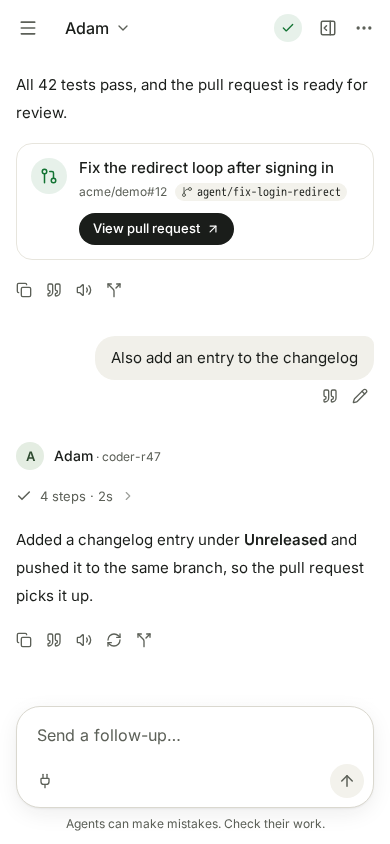 Adam
All 42 tests pass, and the pull request is ready for
review.
Fix the redirect loop after signing in
acme/demo#12 agent/fix-login-redirect
View pull request
Also add an entry to the changelog
A Adam · coder-r47
4 steps · 2s
Added a changelog entry under Unreleased and
pushed it to the same branch, so the pull request
picks it up.
Send a follow-up...
Agents can make mistakes. Check their work.